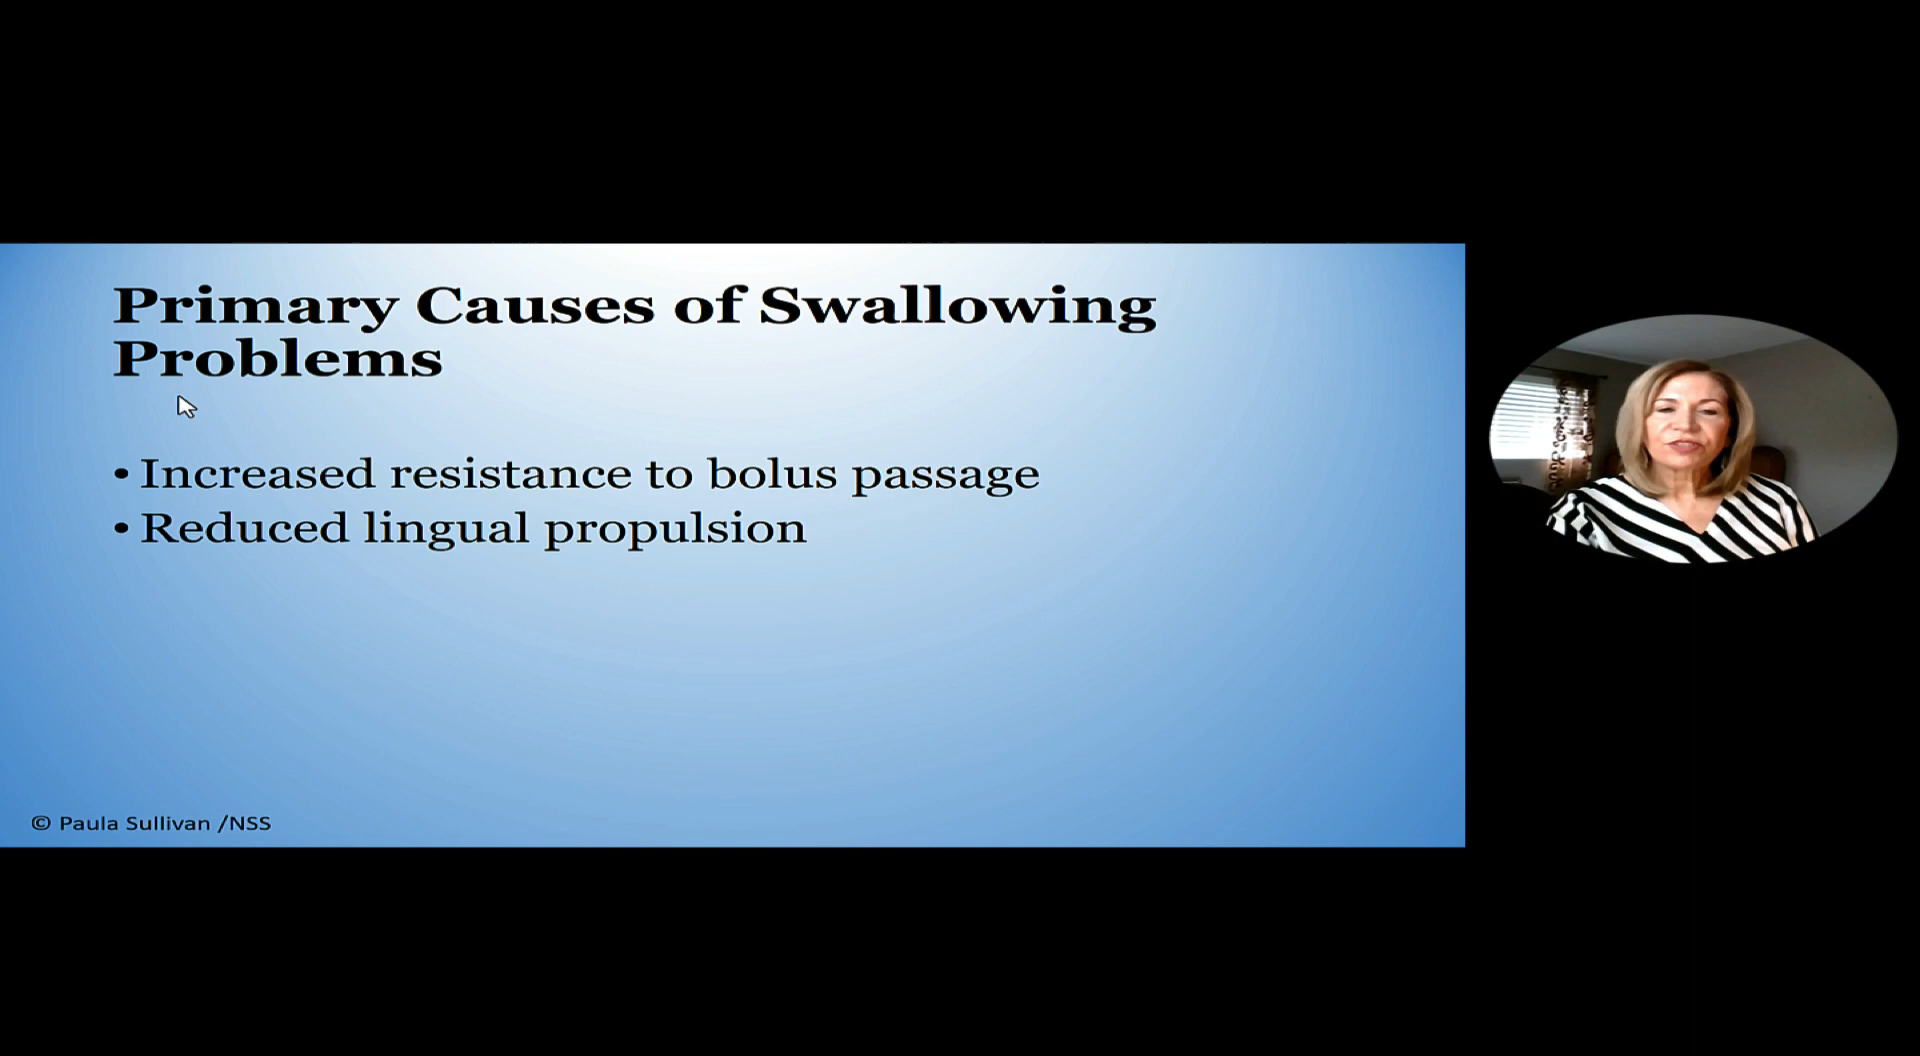 Primary Causes of Swallowing
Problems
• Increased resistance to bolus passage
• Reduced lingual propulsion
© Paula Sullivan /NSS